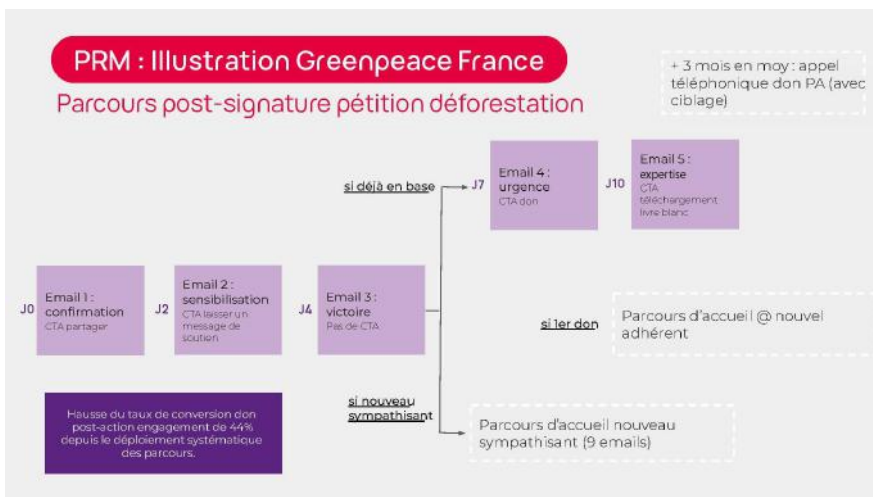 PRM : Illustration Greenpeace France
Parcours post-signature pétition déforestation
+ 3 mois en moy : appel
téléphonique don PA (avec
ciblage)
si déjà en base
J7
Email 4 :
urgence
CTA don
J10
Email 5 :
expertise
CTA
téléchargement
livre blanc
J0
Email 1 :
confirmation
CTA partager
J2
Email 2 :
sensibilisation
CTA laisser un
message de
soutien
J4
Email 3 :
victoire
Pas de CTA
si 1er don
Parcours d'accueil @ nouvel
adhérent
si nouveau
sympathisant
Parcours d'accueil nouveau
sympathisant (9 emails)
Hausse du taux de conversion don
post-action engagement de 44%
depuis le déploiement systématique
des parcours.